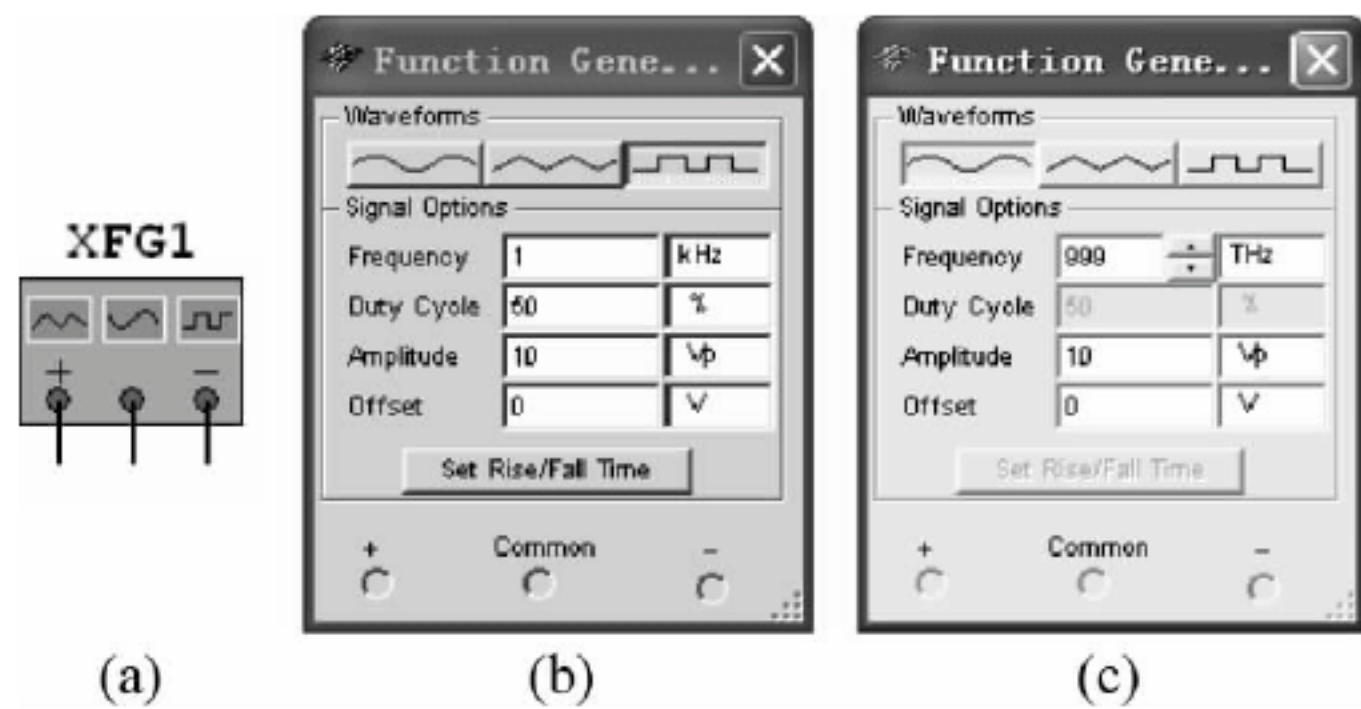 XFG1
+ −
(a)
Function Gene...
Waveforms
Signal Options
Frequency 1 kHz
Duty Cycle 50 %
Amplitude 10 Vp
Offset 0 V
Set Rise/Fall Time
+ Common −
(b)
Function Gene...
Waveforms
Signal Options
Frequency 999 THz
Duty Cycle 50 %
Amplitude 10 Vp
Offset 0 V
Set Rise/Fall Time
+ Common −
(c)